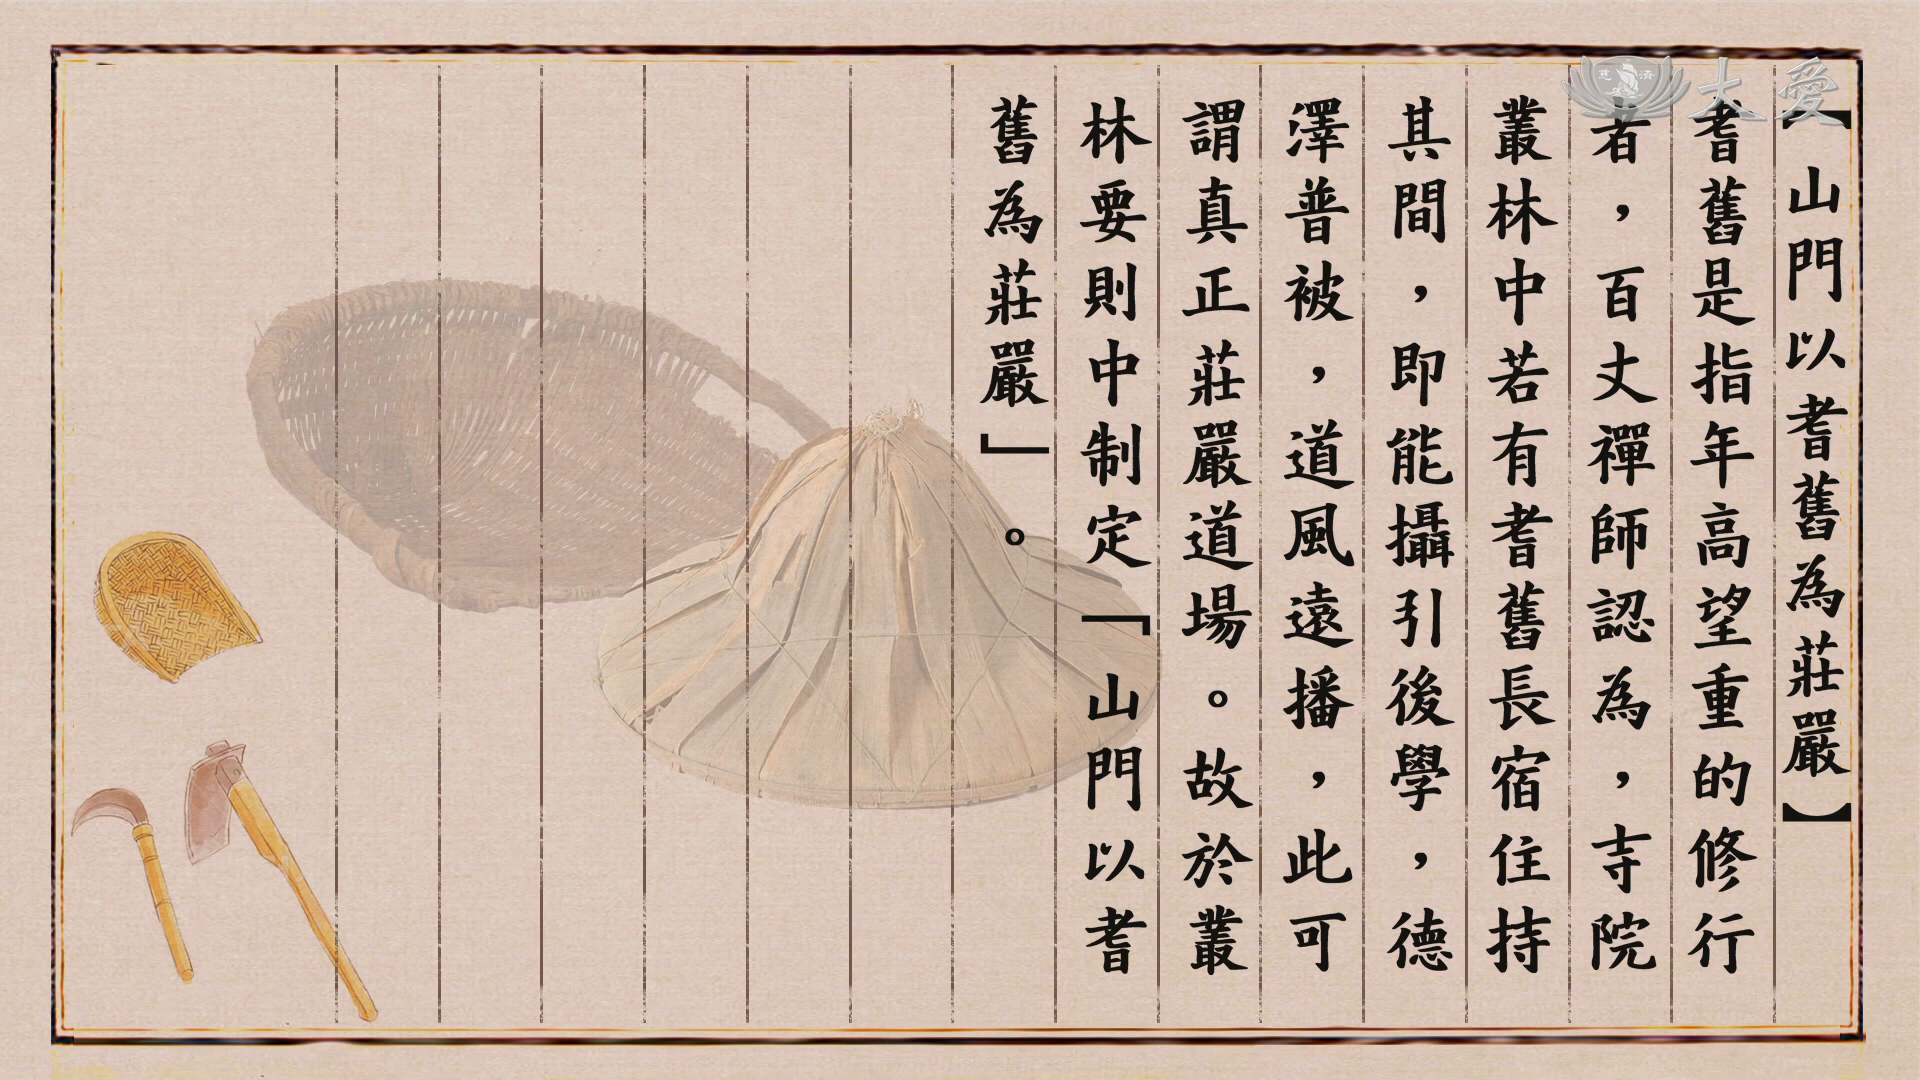 【山門以耆舊為莊嚴】
耆舊是指年高望重的修行
者，百丈禪師認為，寺院
叢林中若有耆舊長宿住持
其間，即能攝引後學，德
澤普被，道風遠播，此可
謂真正莊嚴道場。故於叢
林要則中制定「山門以耆
舊為莊嚴」。
慈濟
大愛